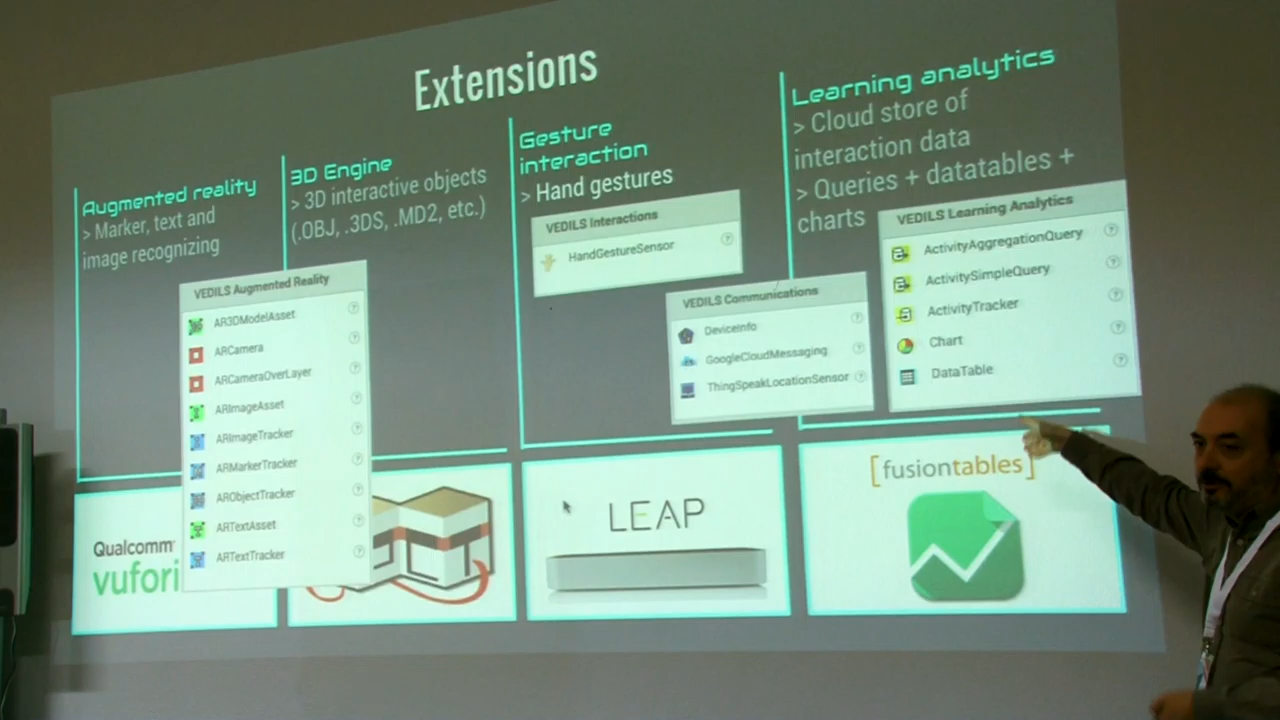 Extensions
Augmented reality
> Marker, text and
image recognizing
3D Engine
> 3D interactive objects
(.OBJ, .3DS, .MD2, etc.)
Gesture
interaction
> Hand gestures
Learning analytics
> Cloud store of
interaction data
> Queries + datatables +
charts
VEDILS Augmented Reality
AR3DModelAsset
ARCamera
ARCameraOverLayer
ARImageAsset
ARImageTracker
ARMarkerTracker
ARObjectTracker
ARTextAsset
ARTextTracker
VEDILS Interactions
HandGestureSensor
VEDILS Communications
DeviceInfo
GoogleCloudMessaging
ThingSpeakLocationSensor
VEDILS Learning Analytics
ActivityAggregationQuery
ActivitySimpleQuery
ActivityTracker
Chart
DataTable
Qualcomm
vufori
LEAP
[fusiontables]